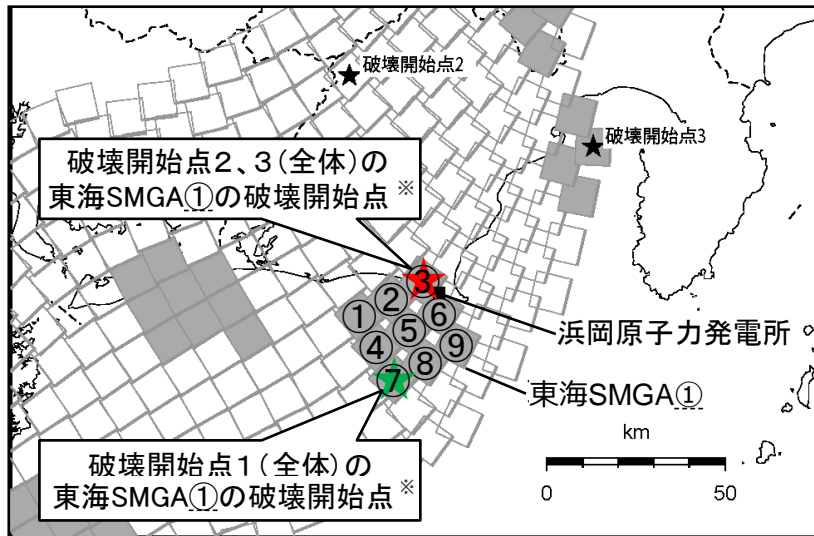 破壊開始点2
破壊開始点3
破壊開始点2、3(全体)の
東海SMGA①の破壊開始点※
③
②
①
⑥
⑤
④
⑨
⑧
⑦
浜岡原子力発電所
東海SMGA①
破壊開始点1(全体)の
東海SMGA①の破壊開始点※
km
0 50